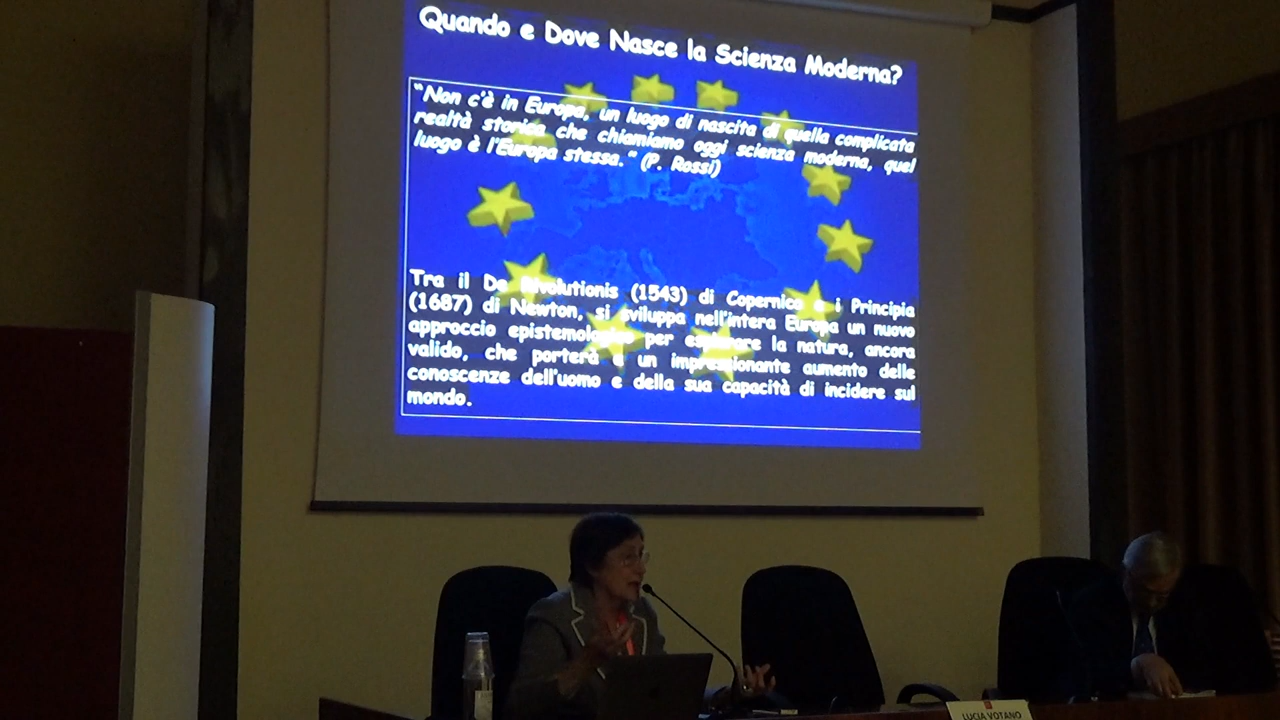 Quando e Dove Nasce la Scienza Moderna?
"Non c'è in Europa, un luogo di nascita di quella complicata
realtà storica che chiamiamo oggi scienza moderna, quel
luogo è l'Europa stessa." (P. Rossi)
Tra il De Rivolutionis (1543) di Copernico e i Principia
(1687) di Newton, si sviluppa nell'intera Europa un nuovo
approccio epistemologico per esplorare la natura, ancora
valido, che porterà a un impressionante aumento delle
conoscenze dell'uomo e della sua capacità di incidere sul
mondo.
LUCIA VOTANO